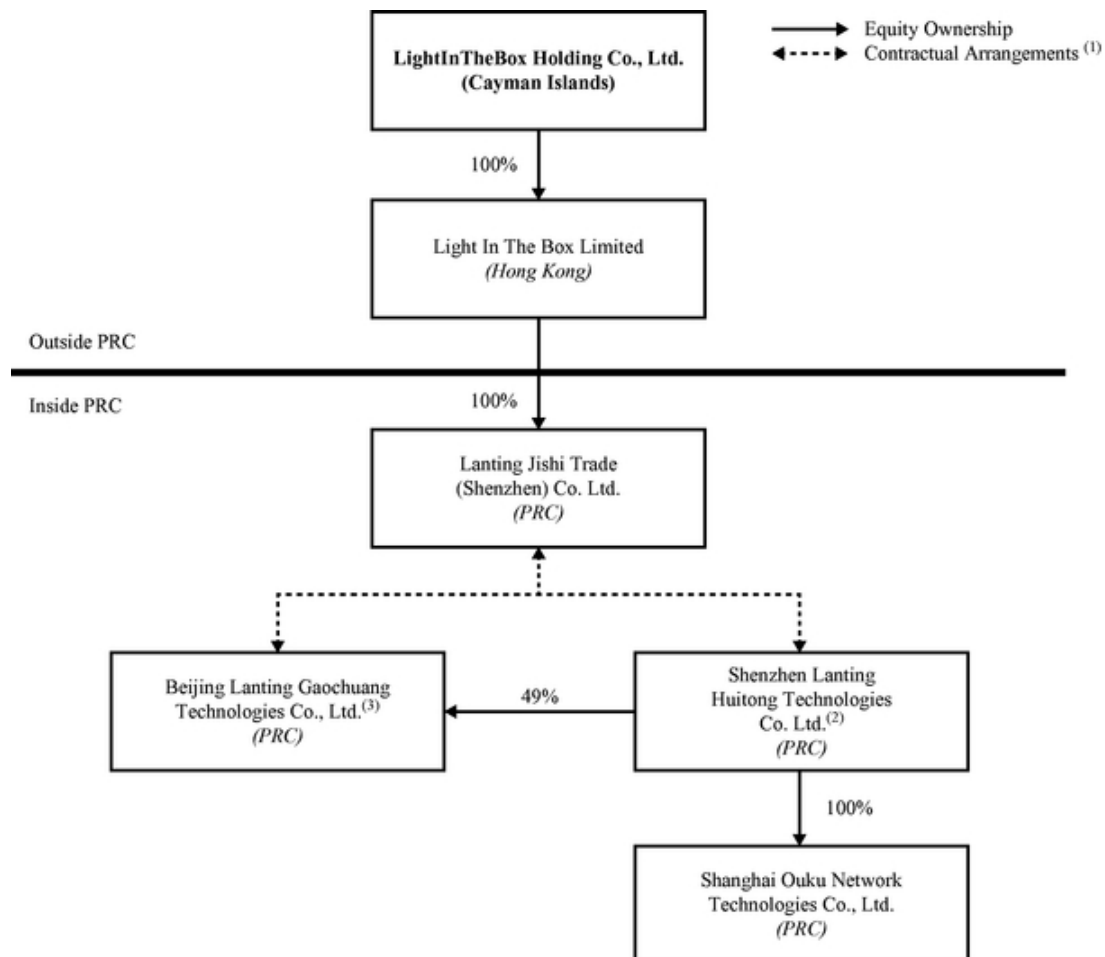 LightInTheBox Holding Co., Ltd.
(Cayman Islands)
Equity Ownership
Contractual Arrangements (1)
100%
Light In The Box Limited
(Hong Kong)
Outside PRC
Inside PRC
100%
Lanting Jishi Trade
(Shenzhen) Co. Ltd.
(PRC)
Beijing Lanting Gaochuang
Technologies Co., Ltd.(3)
(PRC)
49%
Shenzhen Lanting
Huitong Technologies
Co. Ltd.(2)
(PRC)
100%
Shanghai Ouku Network
Technologies Co., Ltd.
(PRC)